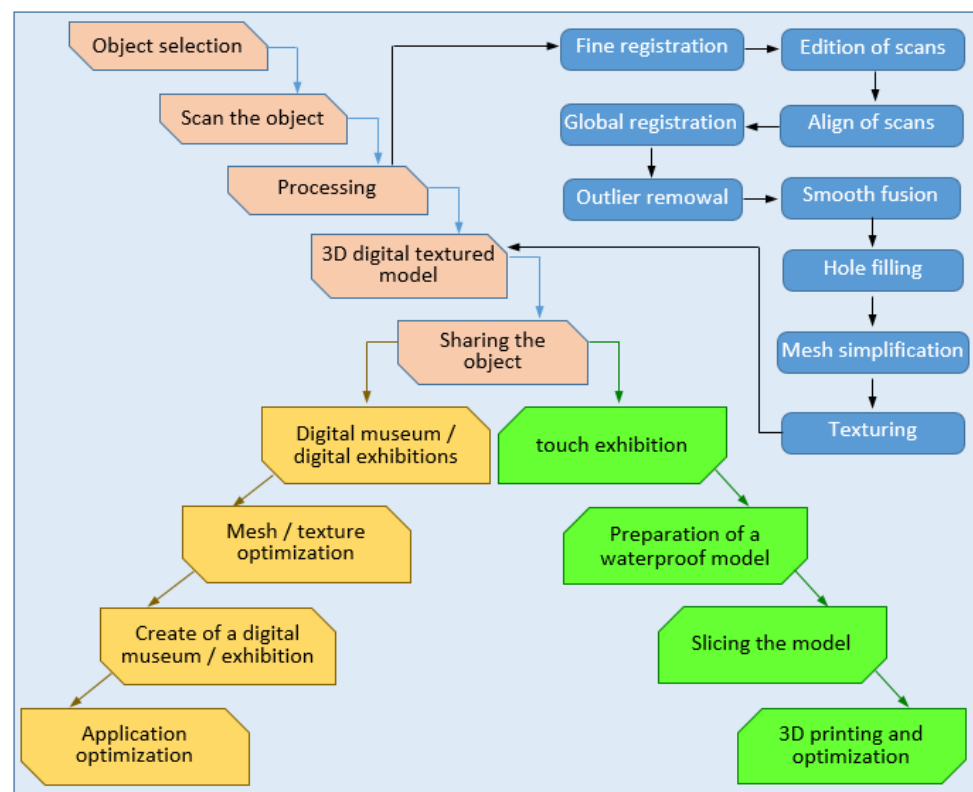 Object selection
Scan the object
Processing
3D digital textured
model
Sharing the
object
Fine registration
Edition of scans
Align of scans
Global registration
Outlier removal
Smooth fusion
Hole filling
Mesh simplification
Texturing
Digital museum /
digital exhibitions
Mesh / texture
optimization
Create of a digital
museum / exhibition
Application
optimization
touch exhibition
Preparation of a
waterproof model
Slicing the model
3D printing and
optimization